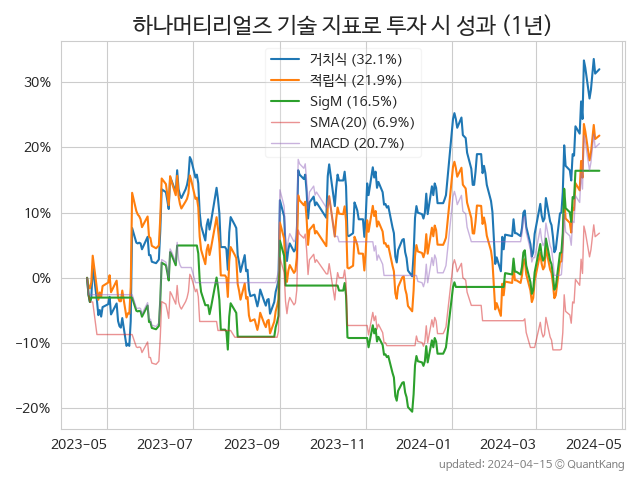 하나머티리얼즈 기술 지표로 투자 시 성과 (1년)
거치식 (32.1%)
적립식 (21.9%)
SigM (16.5%)
SMA(20) (6.9%)
MACD (20.7%)
30%
20%
10%
0%
−10%
−20%
2023-05 2023-07 2023-09 2023-11 2024-01 2024-03 2024-05
updated: 2024-04-15 ⓒ QuantKang